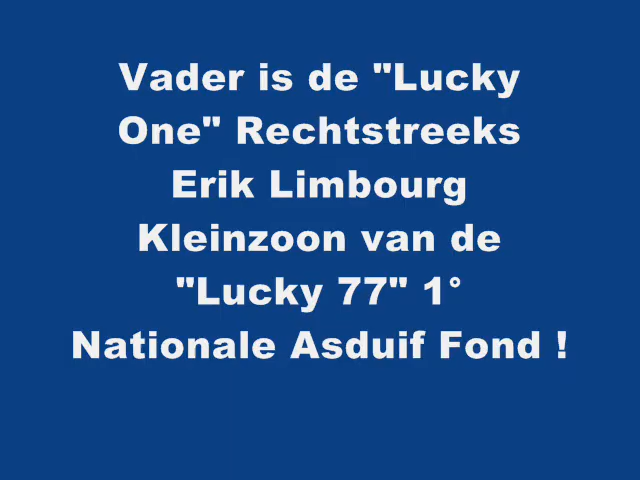 Vader is de "Lucky
One" Rechtstreeks
Erik Limbourg
Kleinzoon van de
"Lucky 77" 1°
Nationale Asduif Fond !